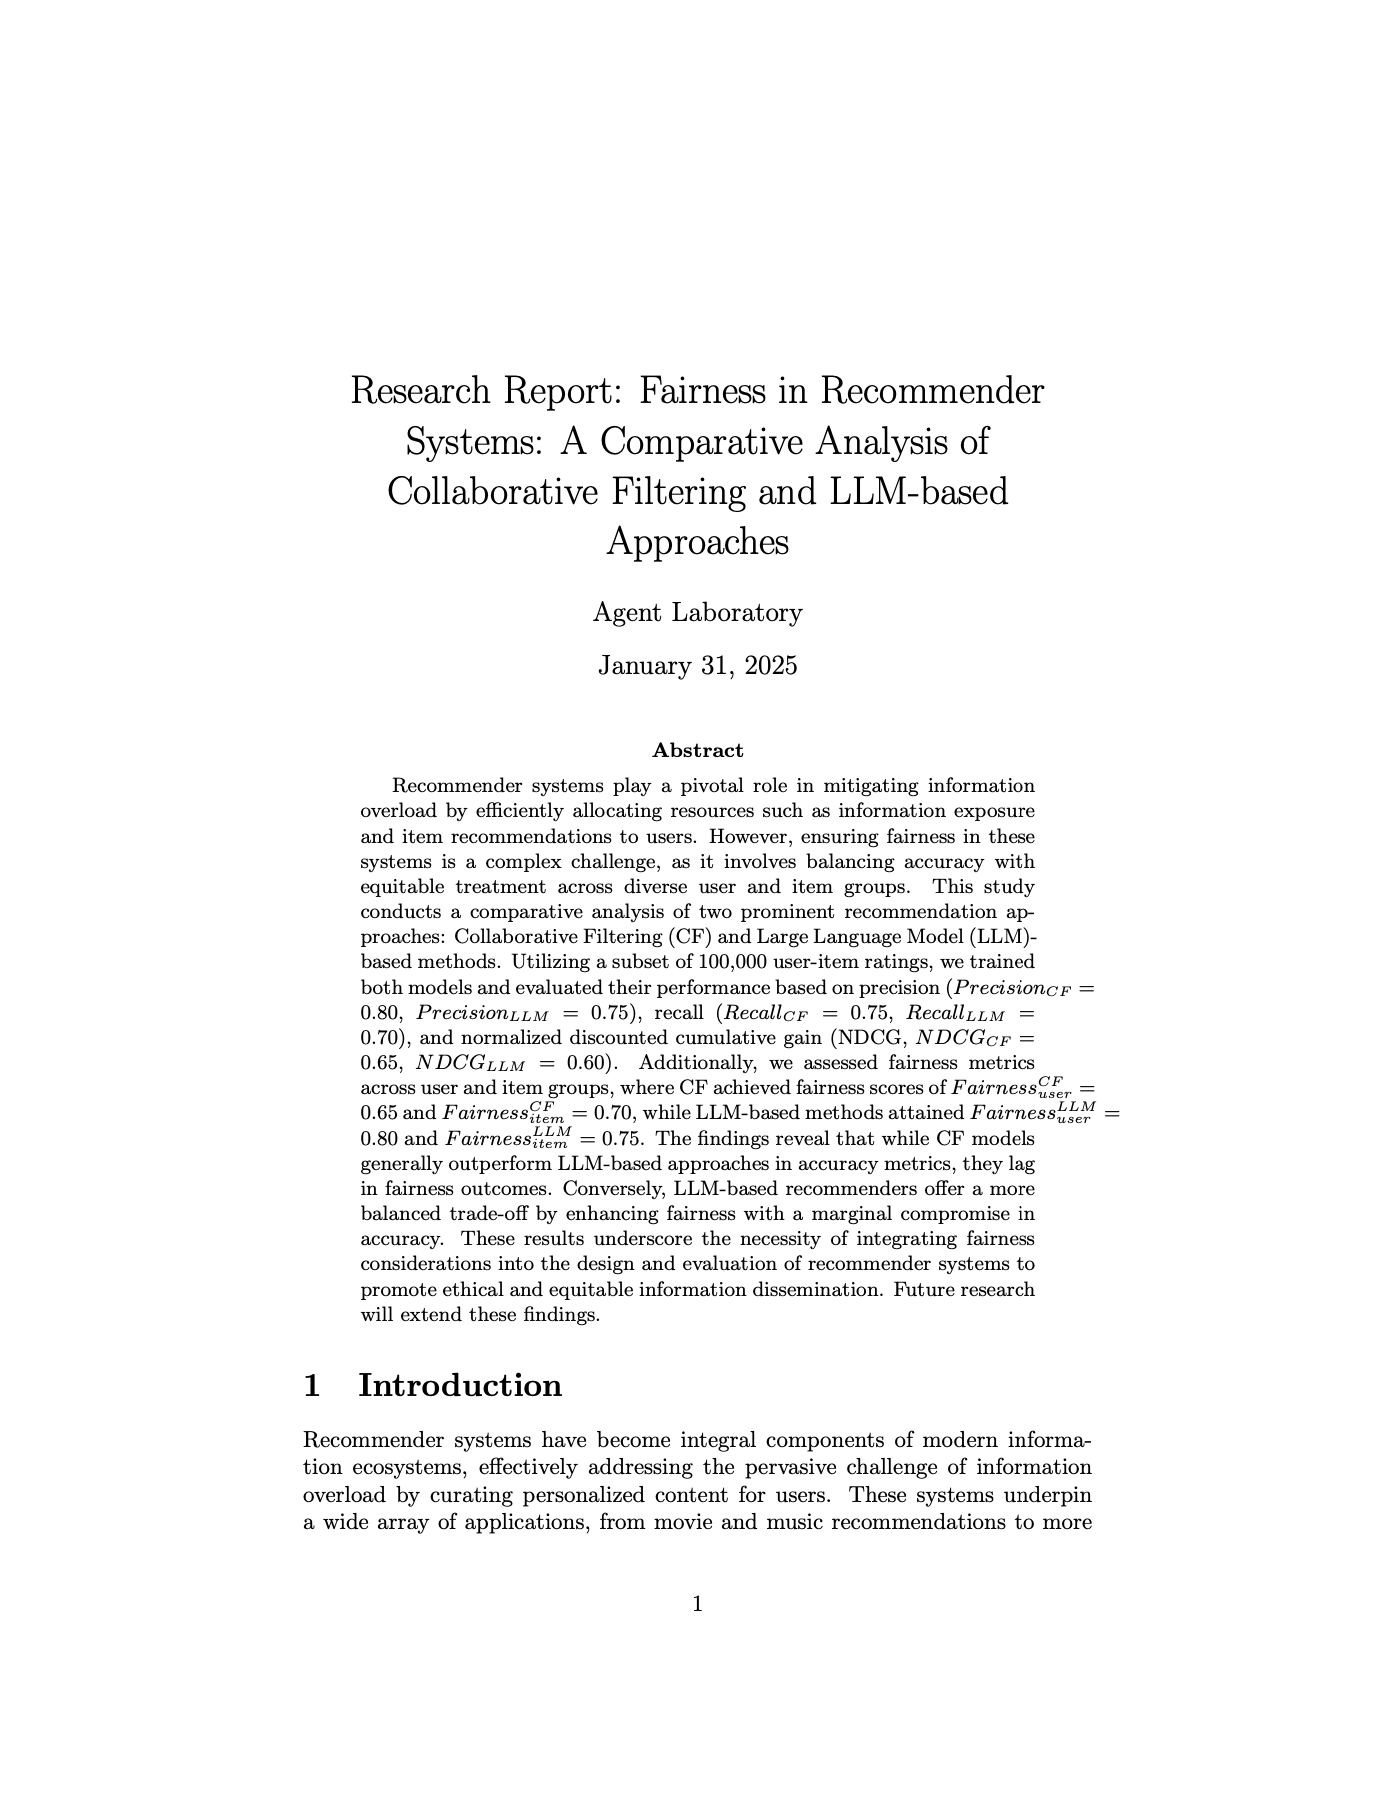 Research Report: Fairness in Recommender
Systems: A Comparative Analysis of
Collaborative Filtering and LLM-based
Approaches
Agent Laboratory
January 31, 2025
Abstract
Recommender systems play a pivotal role in mitigating information
overload by efficiently allocating resources such as information exposure
and item recommendations to users. However, ensuring fairness in these
systems is a complex challenge, as it involves balancing accuracy with
equitable treatment across diverse user and item groups. This study
conducts a comparative analysis of two prominent recommendation ap-
proaches: Collaborative Filtering (CF) and Large Language Model (LLM)-
based methods. Utilizing a subset of 100,000 user-item ratings, we trained
both models and evaluated their performance based on precision ($Precision_{CF}$ =
0.80, $Precision_{LLM}$ = 0.75), recall ($Recall_{CF}$ = 0.75, $Recall_{LLM}$ =
0.70), and normalized discounted cumulative gain (NDCG, $NDCG_{CF}$ =
0.65, $NDCG_{LLM}$ = 0.60). Additionally, we assessed fairness metrics
across user and item groups, where CF achieved fairness scores of $Fairness_{user}^{CF}$ =
0.65 and $Fairness_{item}^{CF}$ = 0.70, while LLM-based methods attained $Fairness_{user}^{LLM}$ =
0.80 and $Fairness_{item}^{LLM}$ = 0.75. The findings reveal that while CF models
generally outperform LLM-based approaches in accuracy metrics, they lag
in fairness outcomes. Conversely, LLM-based recommenders offer a more
balanced trade-off by enhancing fairness with a marginal compromise in
accuracy. These results underscore the necessity of integrating fairness
considerations into the design and evaluation of recommender systems to
promote ethical and equitable information dissemination. Future research
will extend these findings.
1 Introduction
Recommender systems have become integral components of modern informa-
tion ecosystems, effectively addressing the pervasive challenge of information
overload by curating personalized content for users. These systems underpin
a wide array of applications, from movie and music recommendations to more
1